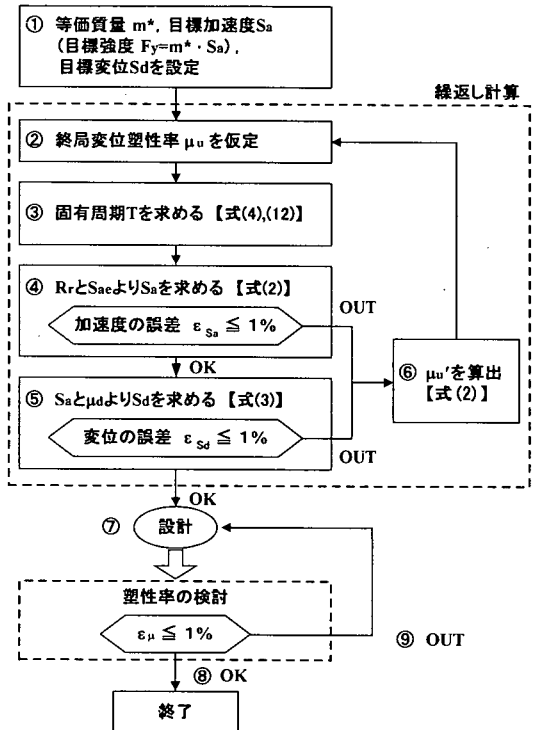 ① 等価質量 m*, 目標加速度Sa
(目標強度 Fy=m*・Sa),
目標変位Sdを設定
繰返し計算
② 終局変位塑性率 μu を仮定
③ 固有周期Tを求める 【式(4),(12)】
④ RrとSaeよりSaを求める 【式(2)】
OUT
加速度の誤差 εSa ≦ 1%
OK
⑥ μu'を算出
【式(2)】
⑤ SaとμdよりSdを求める 【式(3)】
変位の誤差 εSd ≦ 1%
OUT
OK
⑦ 設計
塑性率の検討
εμ ≦ 1%
⑨ OUT
⑧ OK
終了